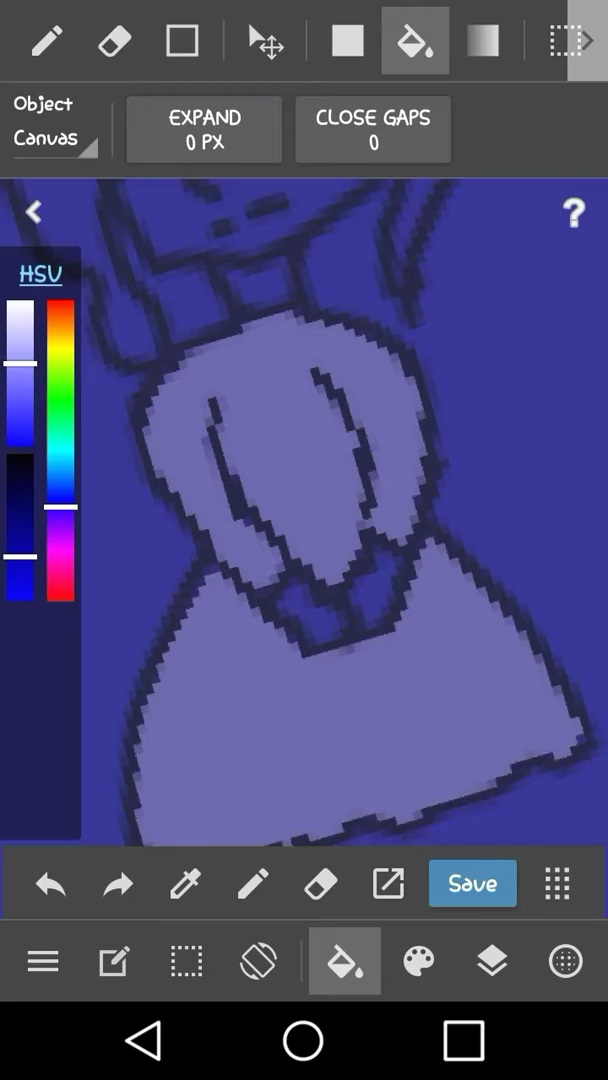 Object
Canvas
EXPAND
0 PX
CLOSE GAPS
0
?
HSV
Save